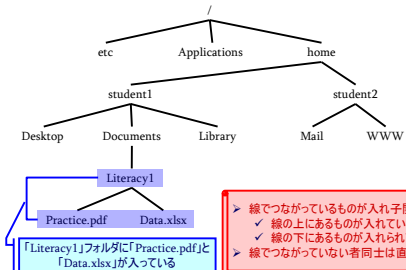 /
etc Applications home
student1 student2
Desktop Documents Library Mail WWW
Literacy1
Practice.pdf Data.xlsx
「Literacy1」フォルダに「Practice.pdf」と
「Data.xlsx」が入っている
➢ 線でつながっているものが入れ子関
✓ 線の上にあるものが入れてい
✓ 線の下にあるものが入れられ
➢ 線でつながっていない者同士は直